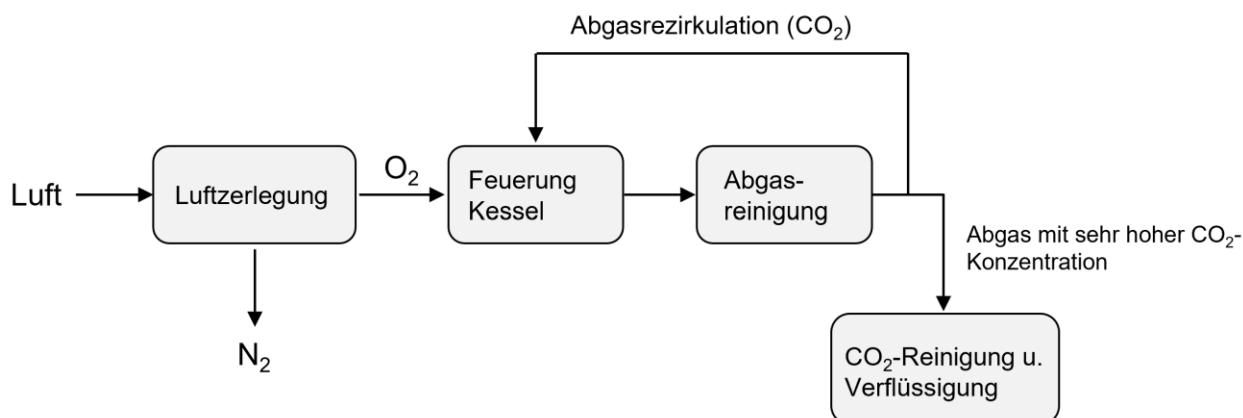 Abgasrezirkulation (CO₂)
Luft
Luftzerlegung
O₂
Feuerung
Kessel
Abgas-
reinigung
Abgas mit sehr hoher CO₂-
Konzentration
N₂
CO₂-Reinigung u.
Verflüssigung